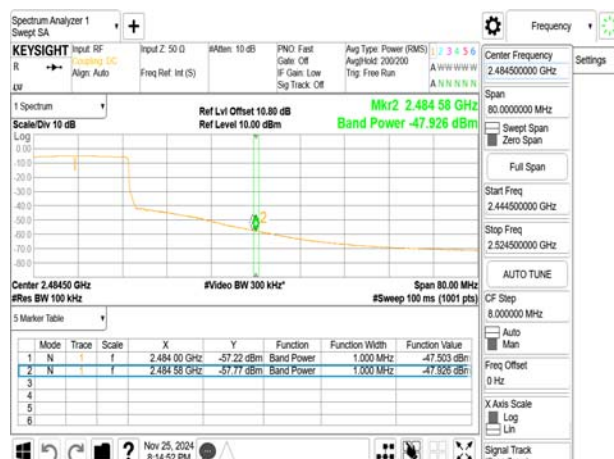 Spectrum Analyzer 1
Swept SA
Frequency
KEYSIGHT Input: RF Input Z: 50 Ω #Atten: 10 dB PNO: Fast Avg Type: Power (RMS) 1 2 3 4 5 6
R Coupling: DC Gate: Off Avg|Hold: 200/200 A W W W W W
Align: Auto Freq Ref: Int (S) IF Gain: Low Trig: Free Run
Sig Track: Off A N N N N N
Center Frequency
2.484500000 GHz
Settings
1 Spectrum
Scale/Div 10 dB
Ref Lvl Offset 10.80 dB
Ref Level 10.00 dBm
Mkr2 2.484 58 GHz
Band Power -47.926 dBm
Log
0.00
-10.0
-20.0
-30.0
-40.0
-50.0
-60.0
-70.0
-80.0
2
Center 2.48450 GHz #Video BW 300 kHz* Span 80.00 MHz
#Res BW 100 kHz #Sweep 100 ms (1001 pts)
Span
80.0000000 MHz
Swept Span
Zero Span
Full Span
Start Freq
2.444500000 GHz
Stop Freq
2.524500000 GHz
AUTO TUNE
CF Step
8.000000 MHz
Auto
Man
Freq Offset
0 Hz
X Axis Scale
Log
Lin
Signal Track
5 Marker Table
Mode Trace Scale X Y Function Function Width Function Value
1 N 1 f 2.484 00 GHz -57.22 dBm Band Power 1.000 MHz -47.503 dBm
2 N 1 f 2.484 58 GHz -57.77 dBm Band Power 1.000 MHz -47.926 dBm
3
4
5
6
? Nov 25, 2024
8:14:52 PM